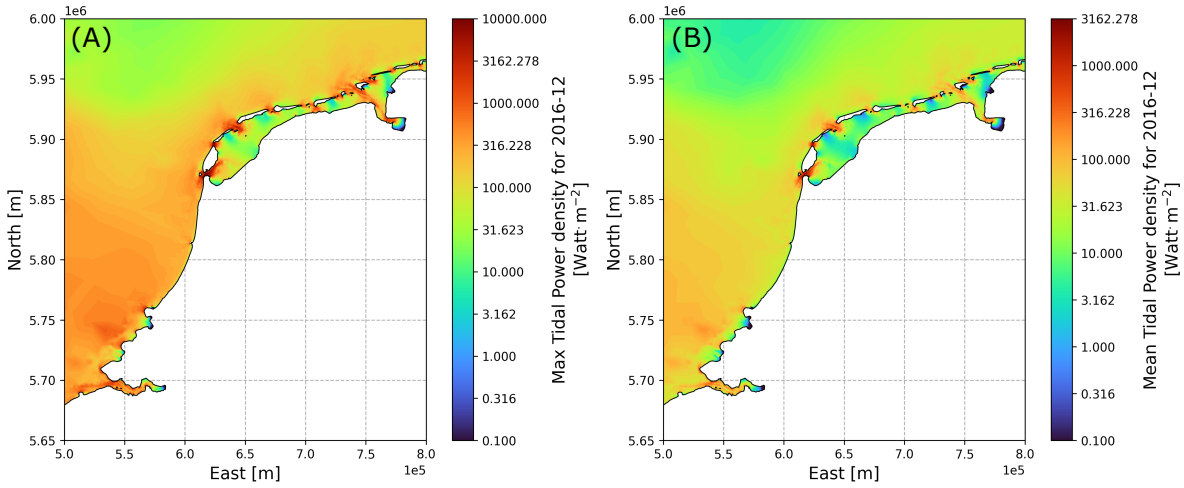 1e6
(A)
6.00
5.95
5.90
5.85
5.80
5.75
5.70
5.65
North [m]
5.0 5.5 6.0 6.5 7.0 7.5 8.0
1e5
East [m]
10000.000
3162.278
1000.000
316.228
100.000
31.623
10.000
3.162
1.000
0.316
0.100
Max Tidal Power density for 2016-12
[Watt· m⁻²]
1e6
(B)
6.00
5.95
5.90
5.85
5.80
5.75
5.70
5.65
North [m]
5.0 5.5 6.0 6.5 7.0 7.5 8.0
1e5
East [m]
3162.278
1000.000
316.228
100.000
31.623
10.000
3.162
1.000
0.316
0.100
Mean Tidal Power density for 2016-12
[Watt· m⁻²]